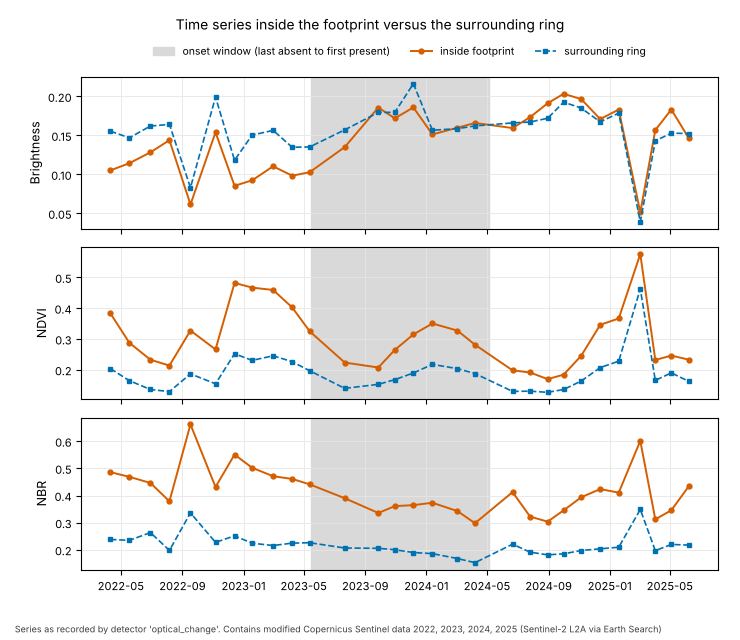 Time series inside the footprint versus the surrounding ring
onset window (last absent to first present) inside footprint surrounding ring
Brightness
0.20
0.15
0.10
0.05
NDVI
0.5
0.4
0.3
0.2
NBR
0.6
0.5
0.4
0.3
0.2
2022-05 2022-09 2023-01 2023-05 2023-09 2024-01 2024-05 2024-09 2025-01 2025-05
Series as recorded by detector 'optical_change'. Contains modified Copernicus Sentinel data 2022, 2023, 2024, 2025 (Sentinel-2 L2A via Earth Search)